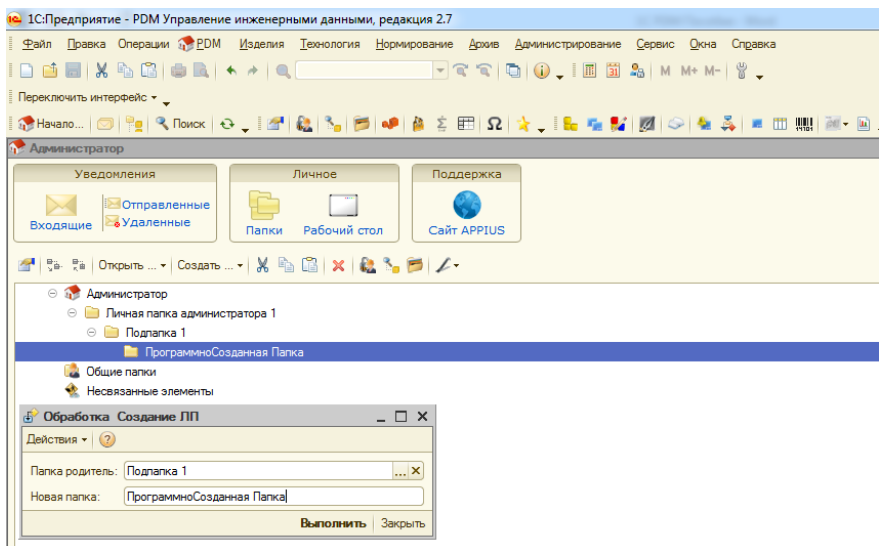 1С:Предприятие - PDM Управление инженерными данными, редакция 2.7
Файл Правка Операции PDM Изделия Технология Нормирование Архив Администрирование Сервис Окна Справка
M M+ M-
Переключить интерфейс
Начало... Поиск
Администратор
Уведомления Личное Поддержка
Отправленные
Входящие Удаленные Папки Рабочий стол Сайт APPIUS
Открыть ... Создать ...
Администратор
Личная папка администратора 1
Подпапка 1
ПрограммноСозданная Папка
Общие папки
Несвязанные элементы
Обработка Создание ЛП
Действия
Папка родитель: Подпапка 1 ...
Новая папка: ПрограммноСозданная Папка
Выполнить Закрыть